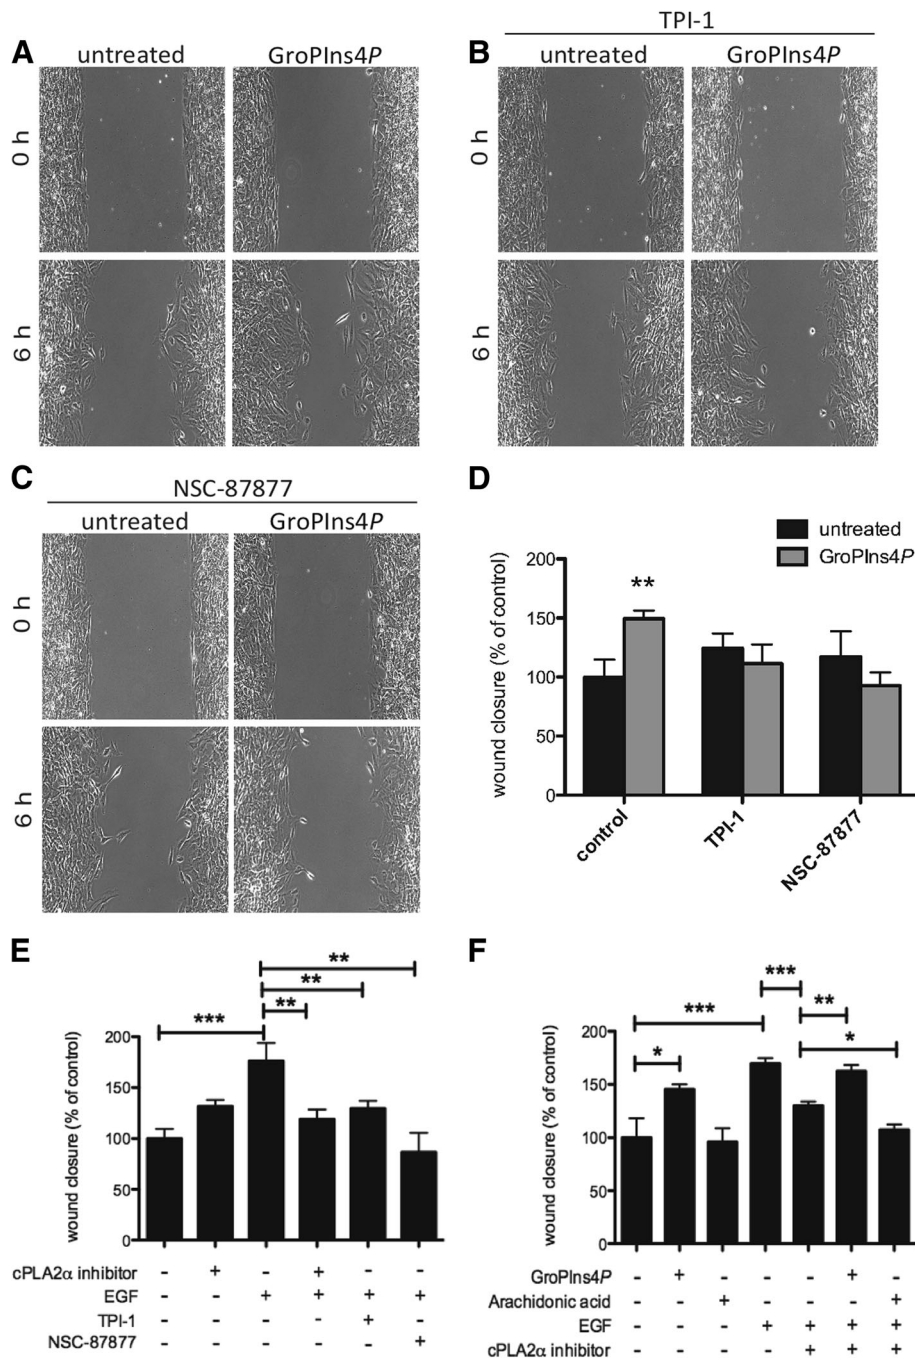 A
untreated GroPIns4P
0 h
6 h
B
TPI-1
untreated GroPIns4P
0 h
6 h
C
NSC-87877
untreated GroPIns4P
0 h
6 h
D
untreated
GroPIns4P
wound closure (% of control)
200
150
100
50
0
**
control TPI-1 NSC-87877
E
**
**
**
***
wound closure (% of control)
200
150
100
50
0
cPLA2α inhibitor - + - + - -
EGF - - + + + +
TPI-1 - - - - + -
NSC-87877 - - - - - +
F
***
**
***
*
*
wound closure (% of control)
200
150
100
50
0
GroPIns4P - + - - - + -
Arachidonic acid - - + - - - +
EGF - - - + + + +
cPLA2α inhibitor - - - - + + +